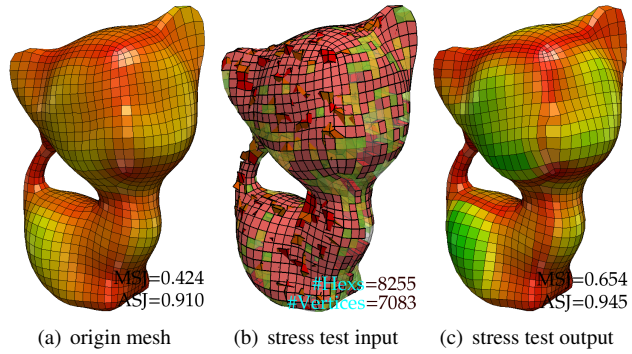 MSJ=0.424
ASJ=0.910
#Hexs=8255
#Vertices=7083
MSJ=0.654
ASJ=0.945
(a) origin mesh
(b) stress test input
(c) stress test output